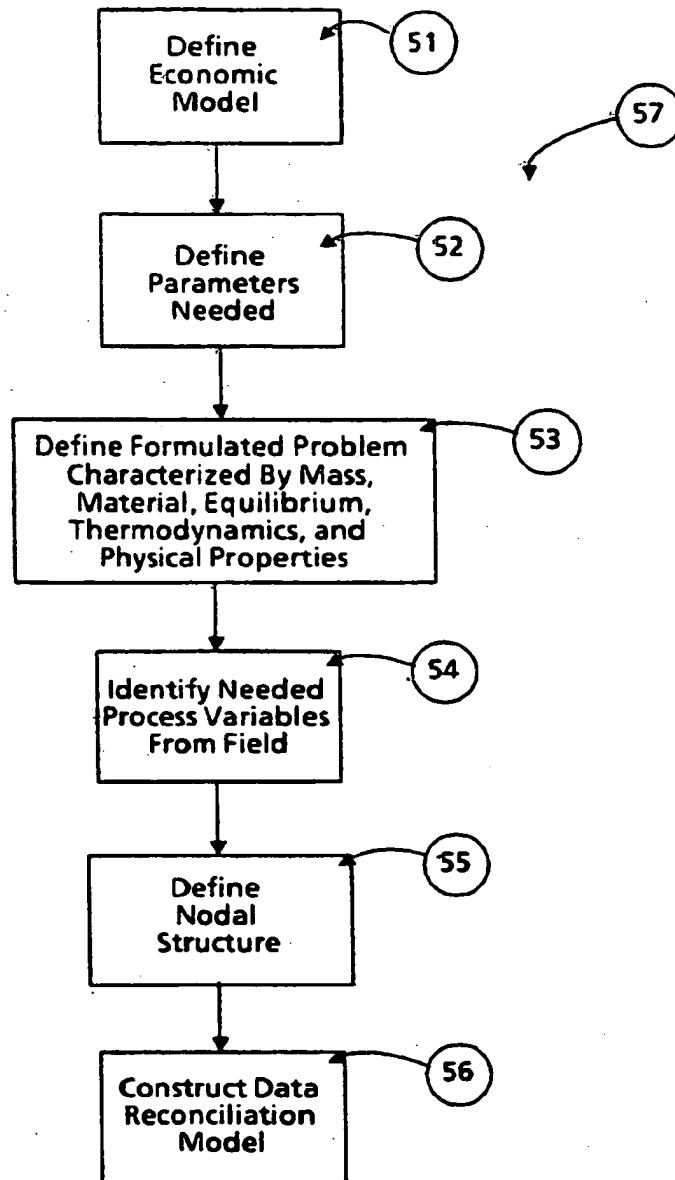 51
Define
Economic
Model
57
52
Define
Parameters
Needed
53
Define Formulated Problem
Characterized By Mass,
Material, Equilibrium,
Thermodynamics, and
Physical Properties
54
Identify Needed
Process Variables
From Field
55
Define
Nodal
Structure
56
Construct Data
Reconciliation
Model